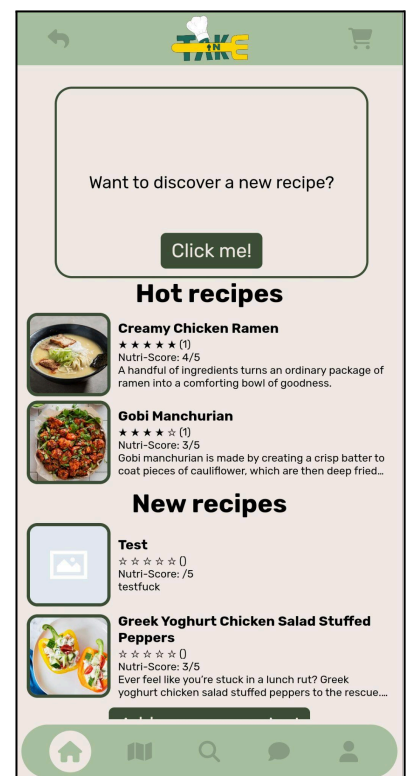 TAKE
IN
Want to discover a new recipe?
Click me!
Hot recipes
Creamy Chicken Ramen
★ ★ ★ ★ ★ (1)
Nutri-Score: 4/5
A handful of ingredients turns an ordinary package of
ramen into a comforting bowl of goodness.
Gobi Manchurian
★ ★ ★ ★ ☆ (1)
Nutri-Score: 3/5
Gobi manchurian is made by creating a crisp batter to
coat pieces of cauliflower, which are then deep fried...
New recipes
Test
☆ ☆ ☆ ☆ ☆ ()
Nutri-Score: /5
testfuck
Greek Yoghurt Chicken Salad Stuffed
Peppers
☆ ☆ ☆ ☆ ☆ ()
Nutri-Score: 3/5
Ever feel like you're stuck in a lunch rut? Greek
yoghurt chicken salad stuffed peppers to the rescue....